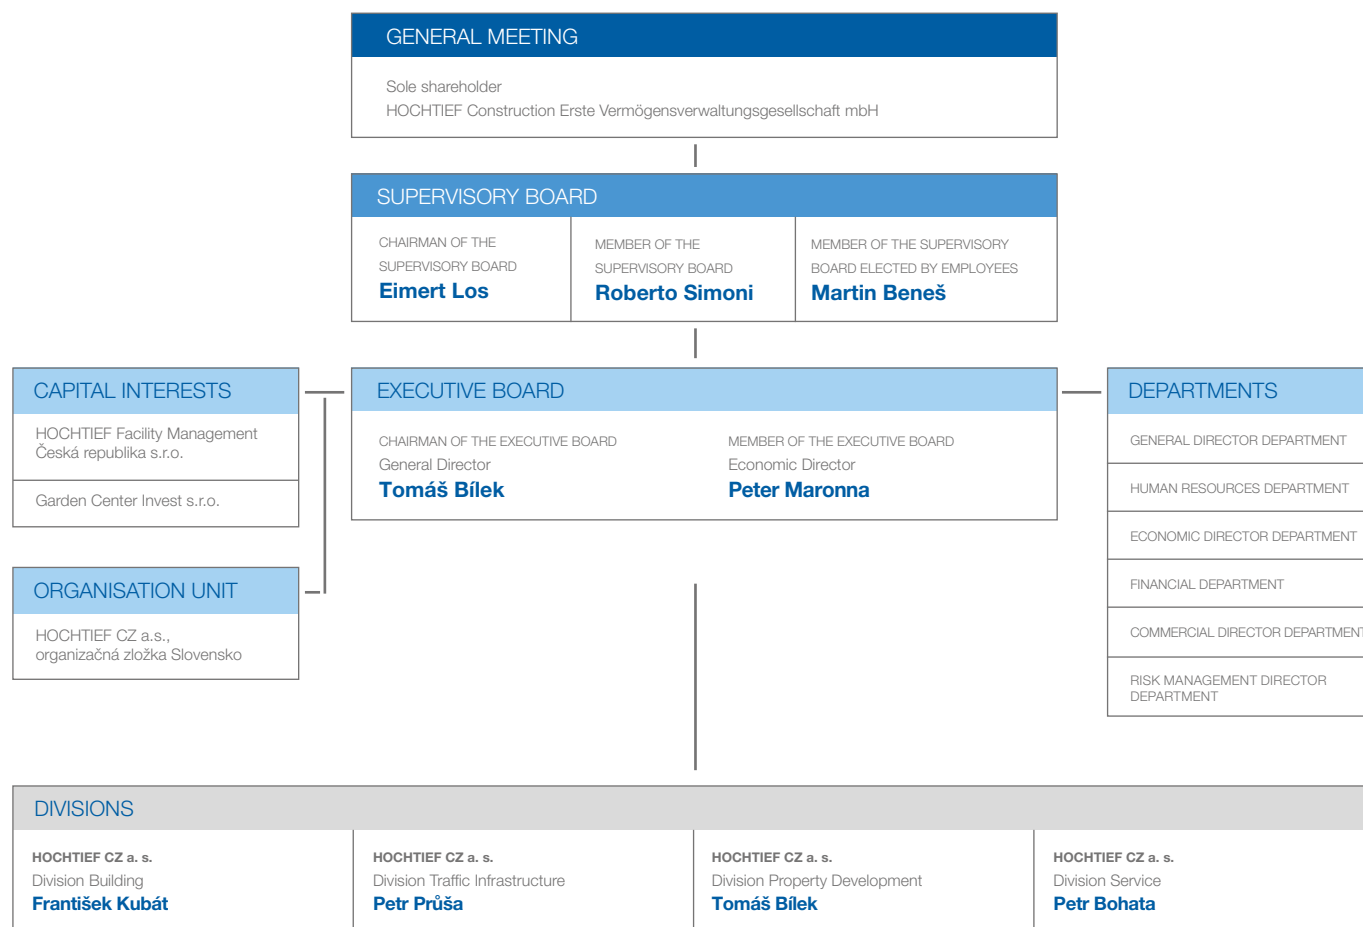 GENERAL MEETING
Sole shareholder
HOCHTIEF Construction Erste Vermögensverwaltungsgesellschaft mbH
SUPERVISORY BOARD
CHAIRMAN OF THE
SUPERVISORY BOARD
Eimert Los
MEMBER OF THE
SUPERVISORY BOARD
Roberto Simoni
MEMBER OF THE SUPERVISORY
BOARD ELECTED BY EMPLOYEES
Martin Beneš
CAPITAL INTERESTS
HOCHTIEF Facility Management
Česká republika s.r.o.
Garden Center Invest s.r.o.
ORGANISATION UNIT
HOCHTIEF CZ a.s.,
organizačná zložka Slovensko
EXECUTIVE BOARD
CHAIRMAN OF THE EXECUTIVE BOARD
General Director
Tomáš Bílek
MEMBER OF THE EXECUTIVE BOARD
Economic Director
Peter Maronna
DEPARTMENTS
GENERAL DIRECTOR DEPARTMENT
HUMAN RESOURCES DEPARTMENT
ECONOMIC DIRECTOR DEPARTMENT
FINANCIAL DEPARTMENT
COMMERCIAL DIRECTOR DEPARTMENT
RISK MANAGEMENT DIRECTOR
DEPARTMENT
DIVISIONS
HOCHTIEF CZ a. s.
Division Building
František Kubát
HOCHTIEF CZ a. s.
Division Traffic Infrastructure
Petr Průša
HOCHTIEF CZ a. s.
Division Property Development
Tomáš Bílek
HOCHTIEF CZ a. s.
Division Service
Petr Bohata